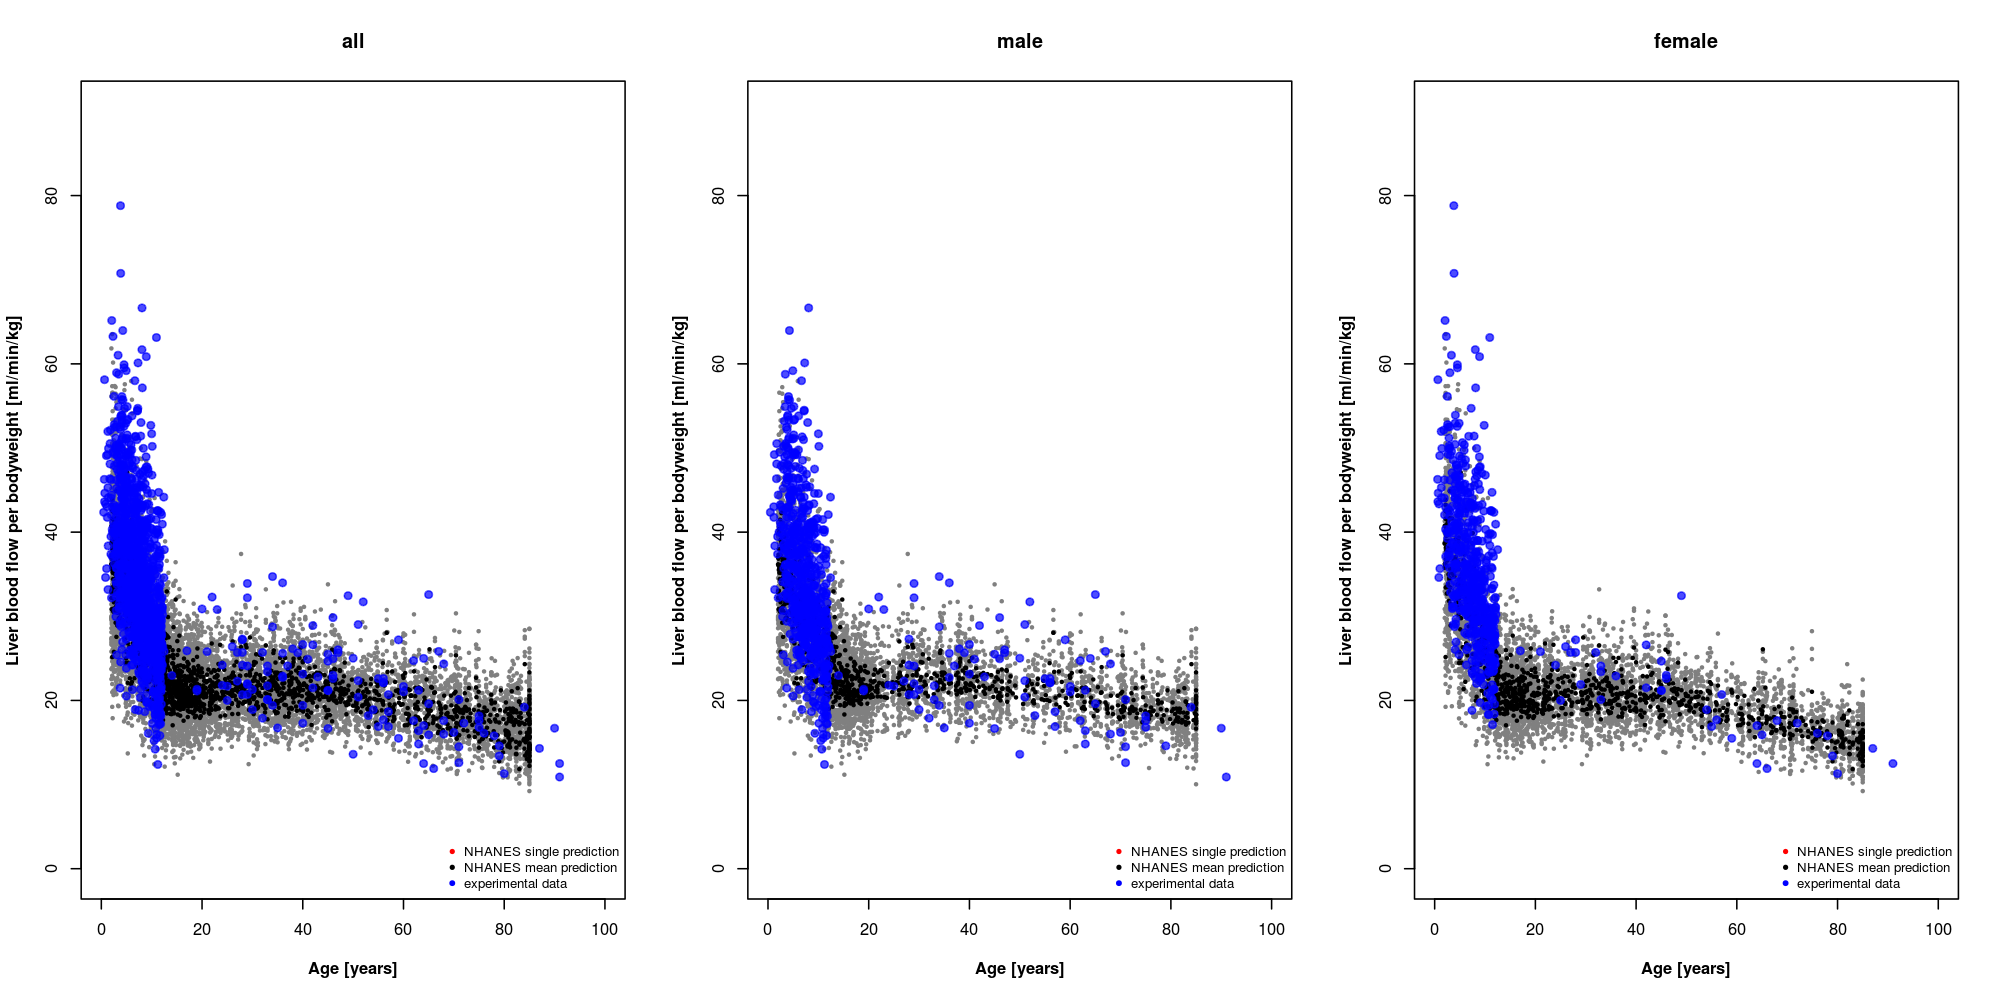 all
male
female
Liver blood flow per bodyweight [ml/min/kg]
80
60
40
20
0
NHANES single prediction
NHANES mean prediction
experimental data
0 20 40 60 80 100
Age [years]
Liver blood flow per bodyweight [ml/min/kg]
80
60
40
20
0
NHANES single prediction
NHANES mean prediction
experimental data
0 20 40 60 80 100
Age [years]
Liver blood flow per bodyweight [ml/min/kg]
80
60
40
20
0
NHANES single prediction
NHANES mean prediction
experimental data
0 20 40 60 80 100
Age [years]